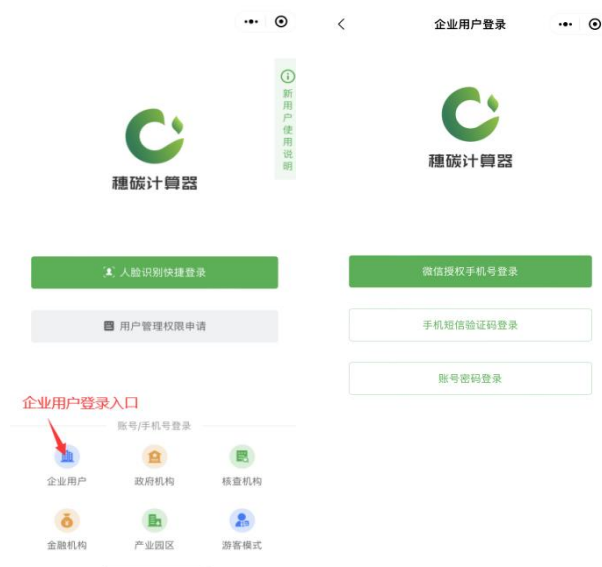 新用户使用说明
穗碳计算器
人脸识别快捷登录
用户管理权限申请
企业用户登录入口
账号/手机号登录
企业用户
政府机构
核查机构
金融机构
产业园区
游客模式
企业用户登录
穗碳计算器
微信授权手机号登录
手机短信验证码登录
账号密码登录